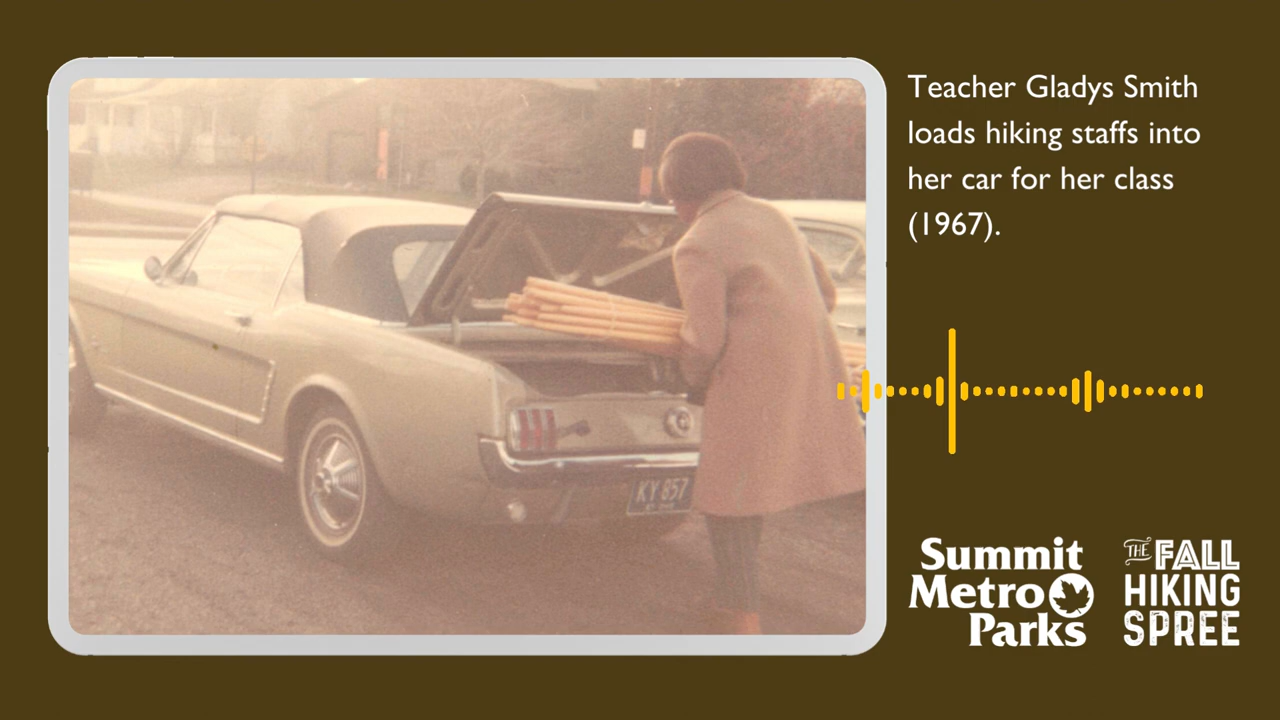 Teacher Gladys Smith
loads hiking staffs into
her car for her class
(1967).
KY 857
Summit
Metro
Parks
THE FALL
HIKING
SPREE